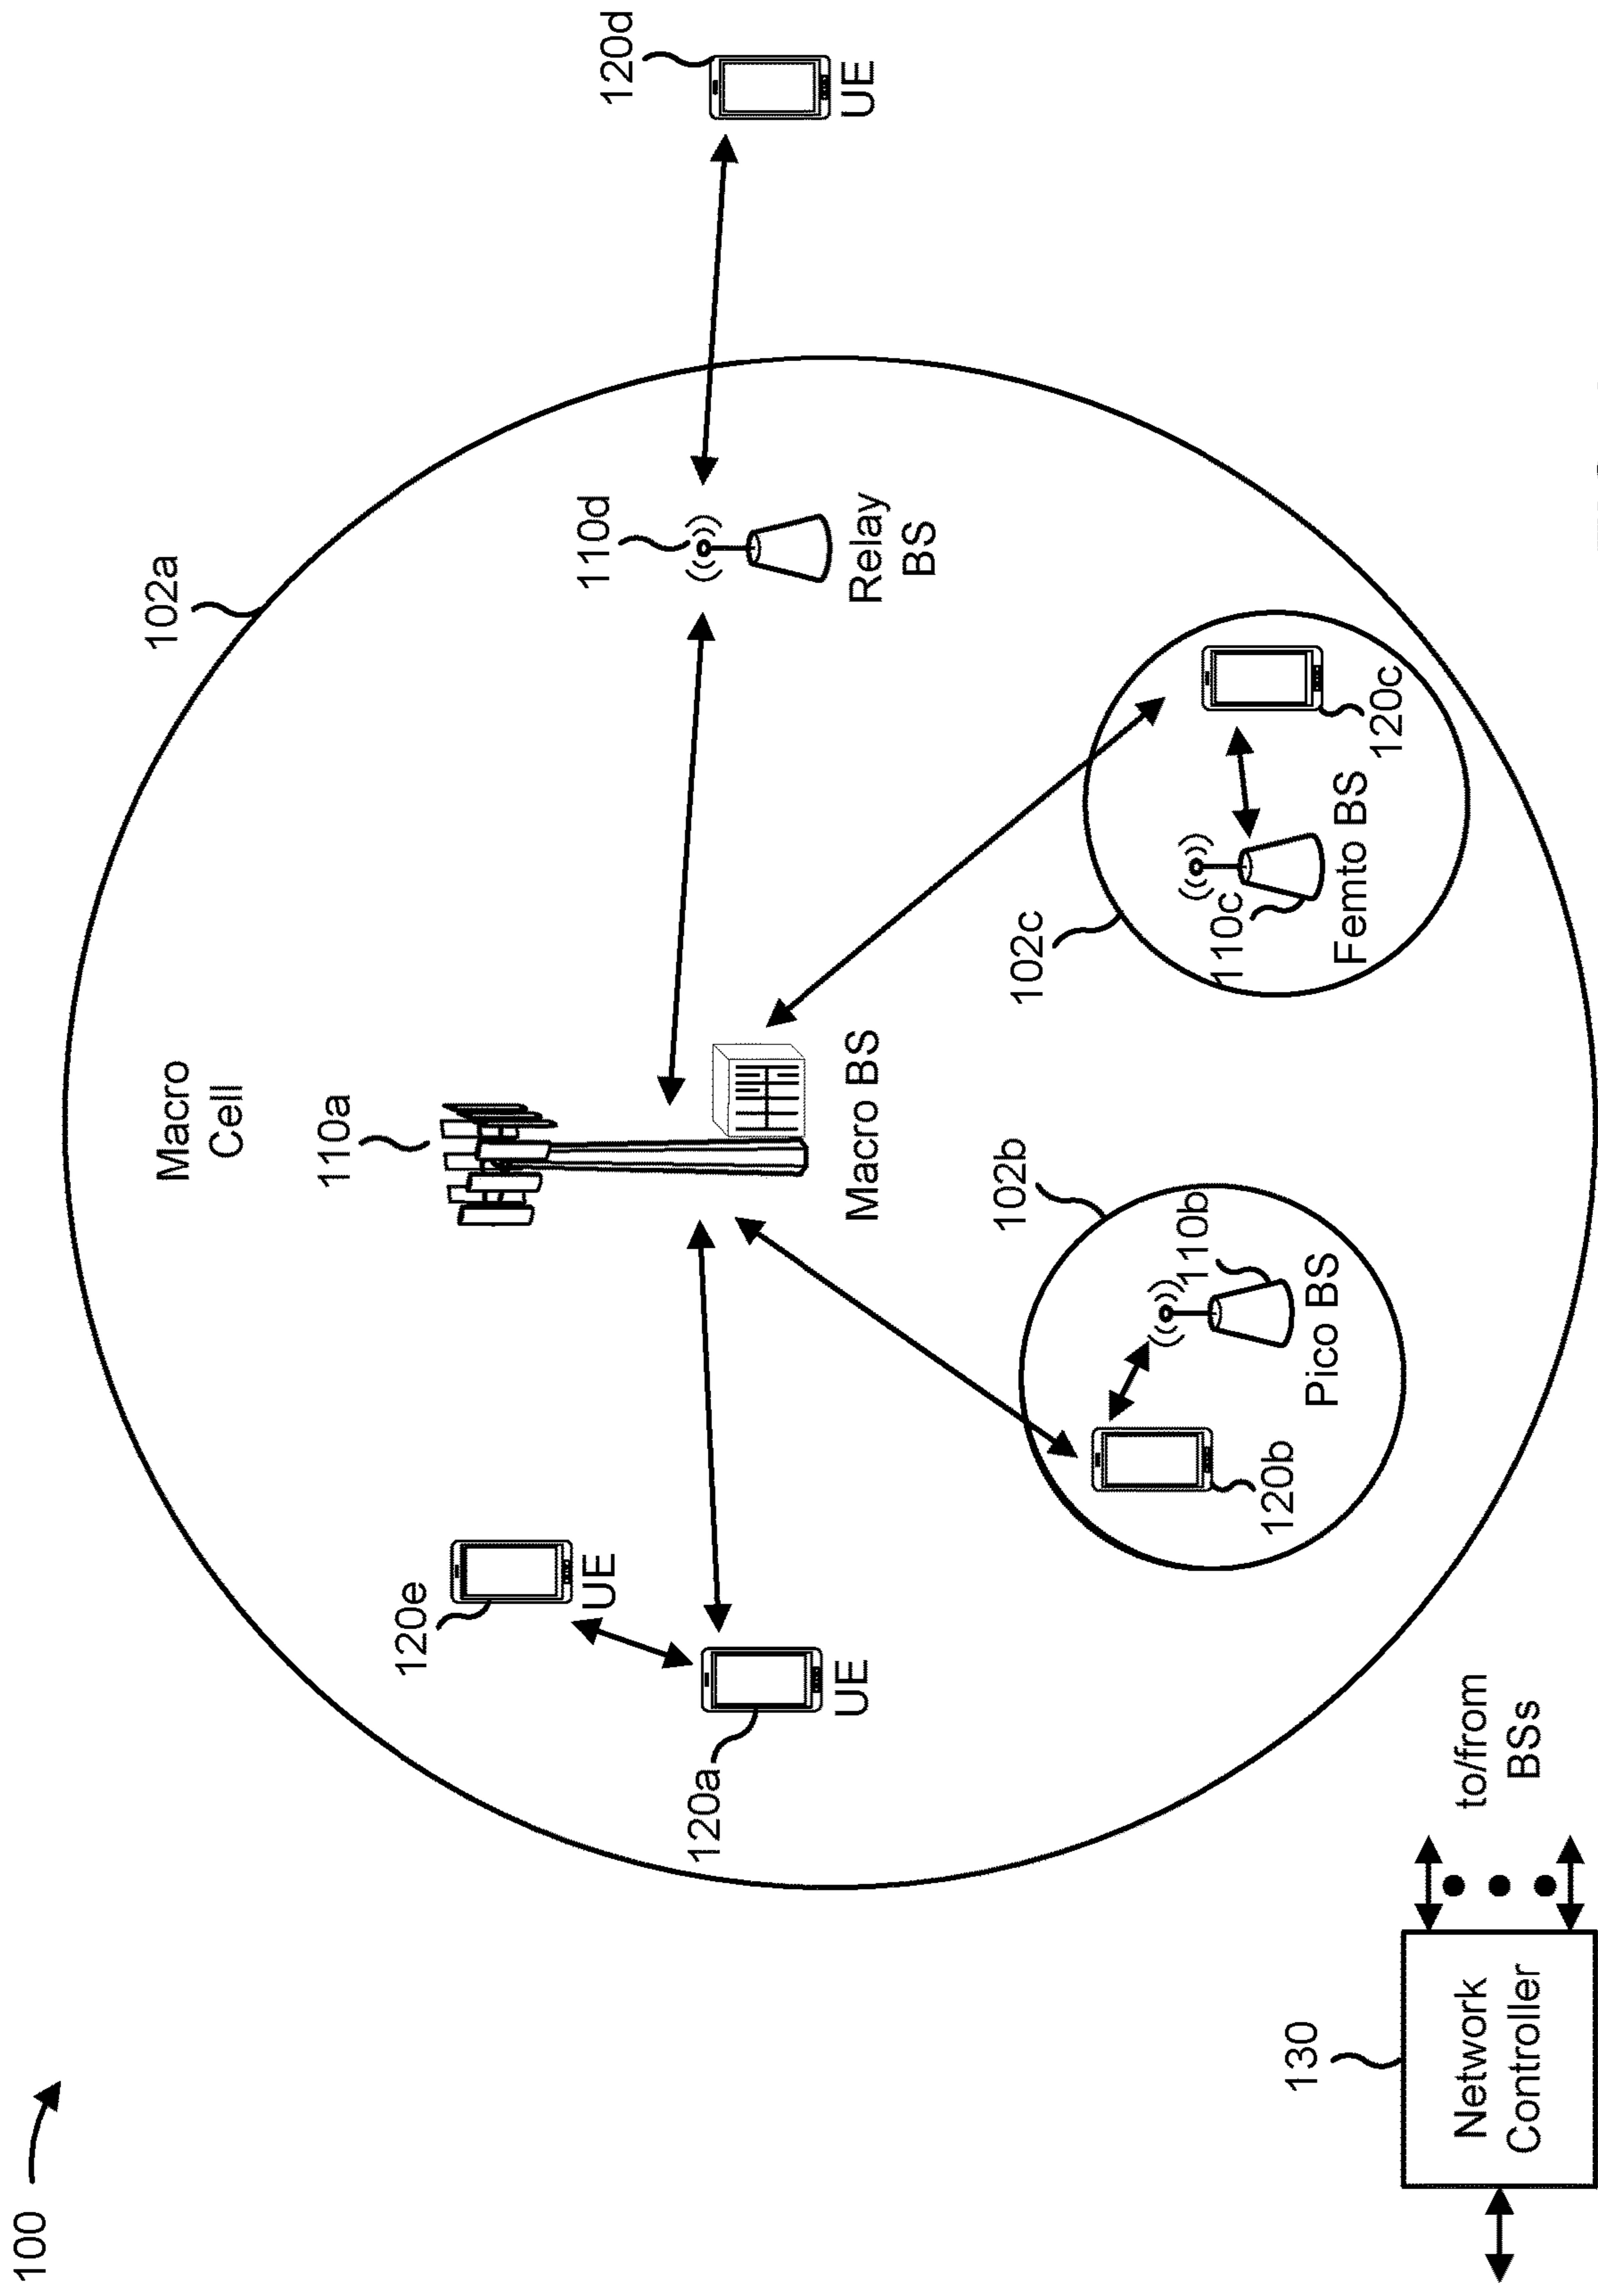 100
102a
Macro
Cell
110a
120d
UE
110d
Relay
BS
120e
UE
120a
UE
Macro BS
102b
110b
Pico BS
120b
102c
110c
Femto BS
120c
130
Network
Controller
to/from
BSs